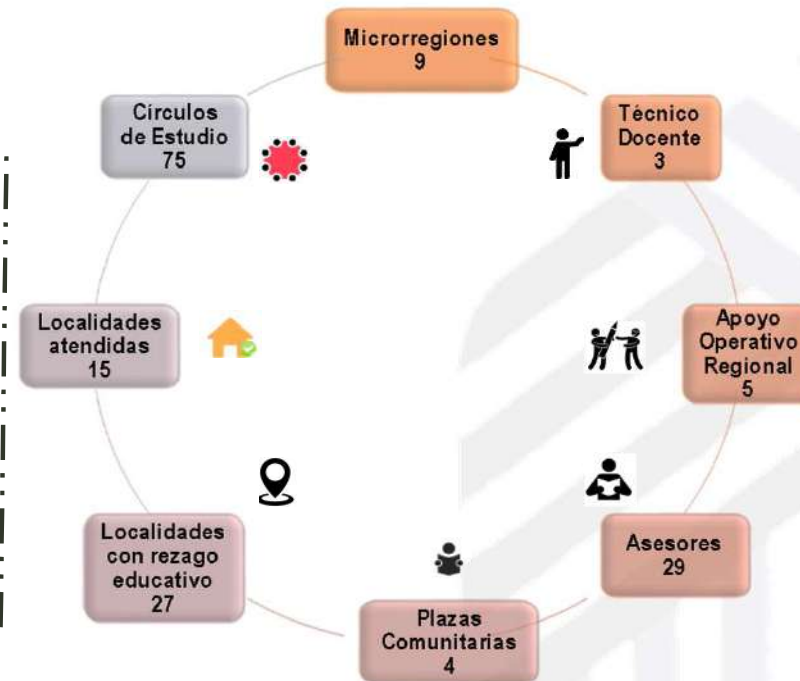 Microrregiones
9
Técnico
Docente
3
Apoyo
Operativo
Regional
5
Asesores
29
Plazas
Comunitarias
4
Localidades
con rezago
educativo
27
Localidades
atendidas
15
Círculos
de Estudio
75